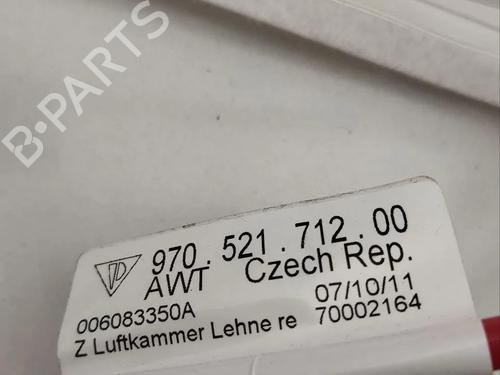 B-PARTS
970.521.712.00
AWT Czech Rep.
006083350A 07/10/11
Z Luftkammer Lehne re 70002164